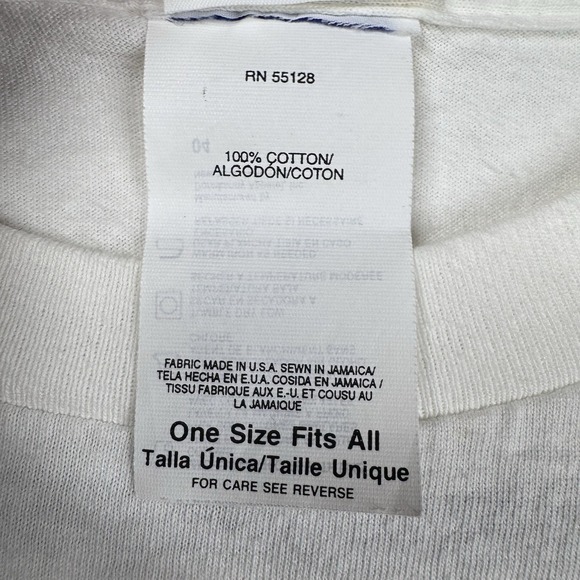 RN 55128
100% COTTON/
ALGODÓN/COTON
FABRIC MADE IN U.S.A. SEWN IN JAMAICA/
TELA HECHA EN E.U.A. COSIDA EN JAMAICA /
TISSU FABRIQUE AUX E.-U. ET COUSU AU
LA JAMAIQUE
One Size Fits All
Talla Única/Taille Unique
FOR CARE SEE REVERSE